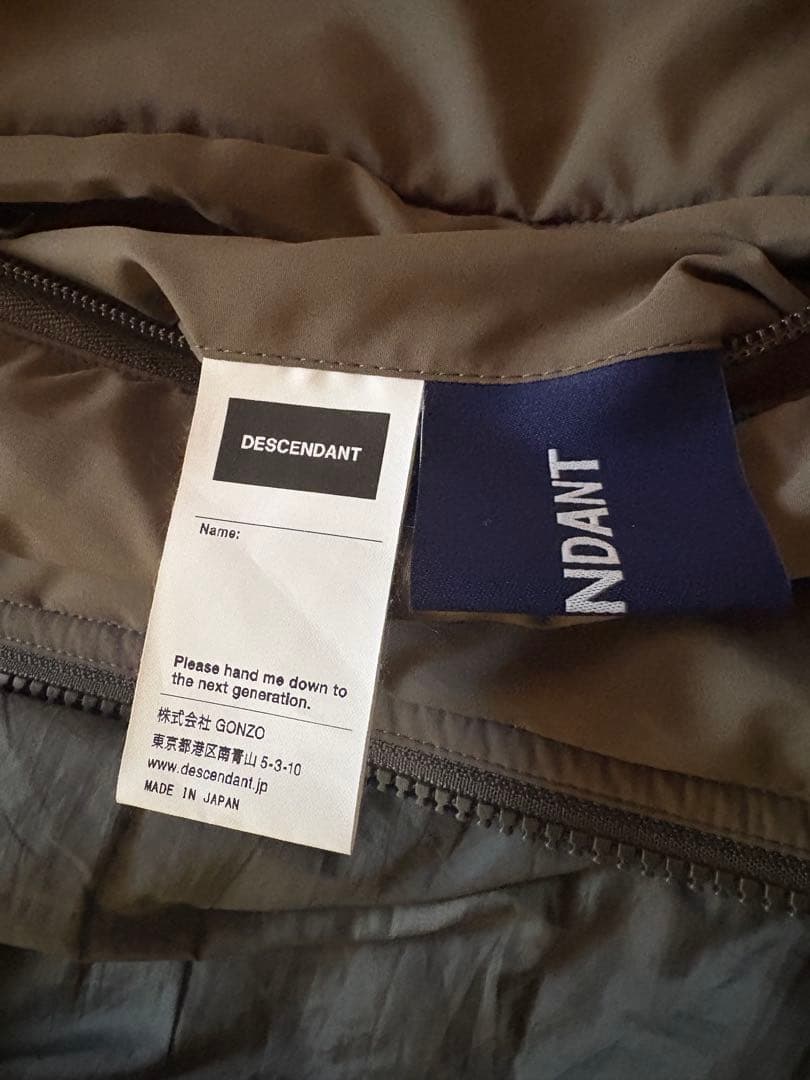 DESCENDANT
Name:
Please hand me down to
the next generation.
株式会社 GONZO
東京都港区南青山 5-3-10
www.descendant.jp
MADE IN JAPAN
NDANT